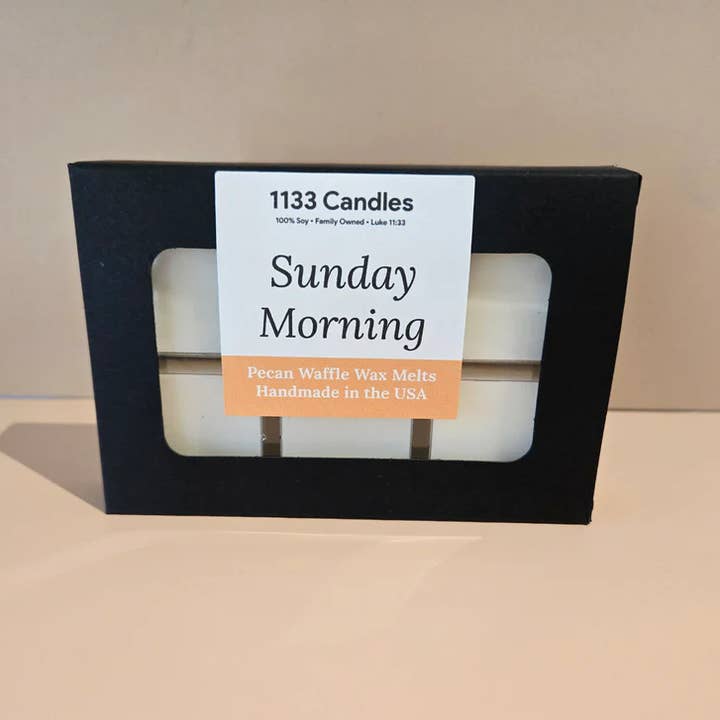 1133 Candles
100% Soy • Family Owned • Luke 11:33
Sunday
Morning
Pecan Waffle Wax Melts
Handmade in the USA